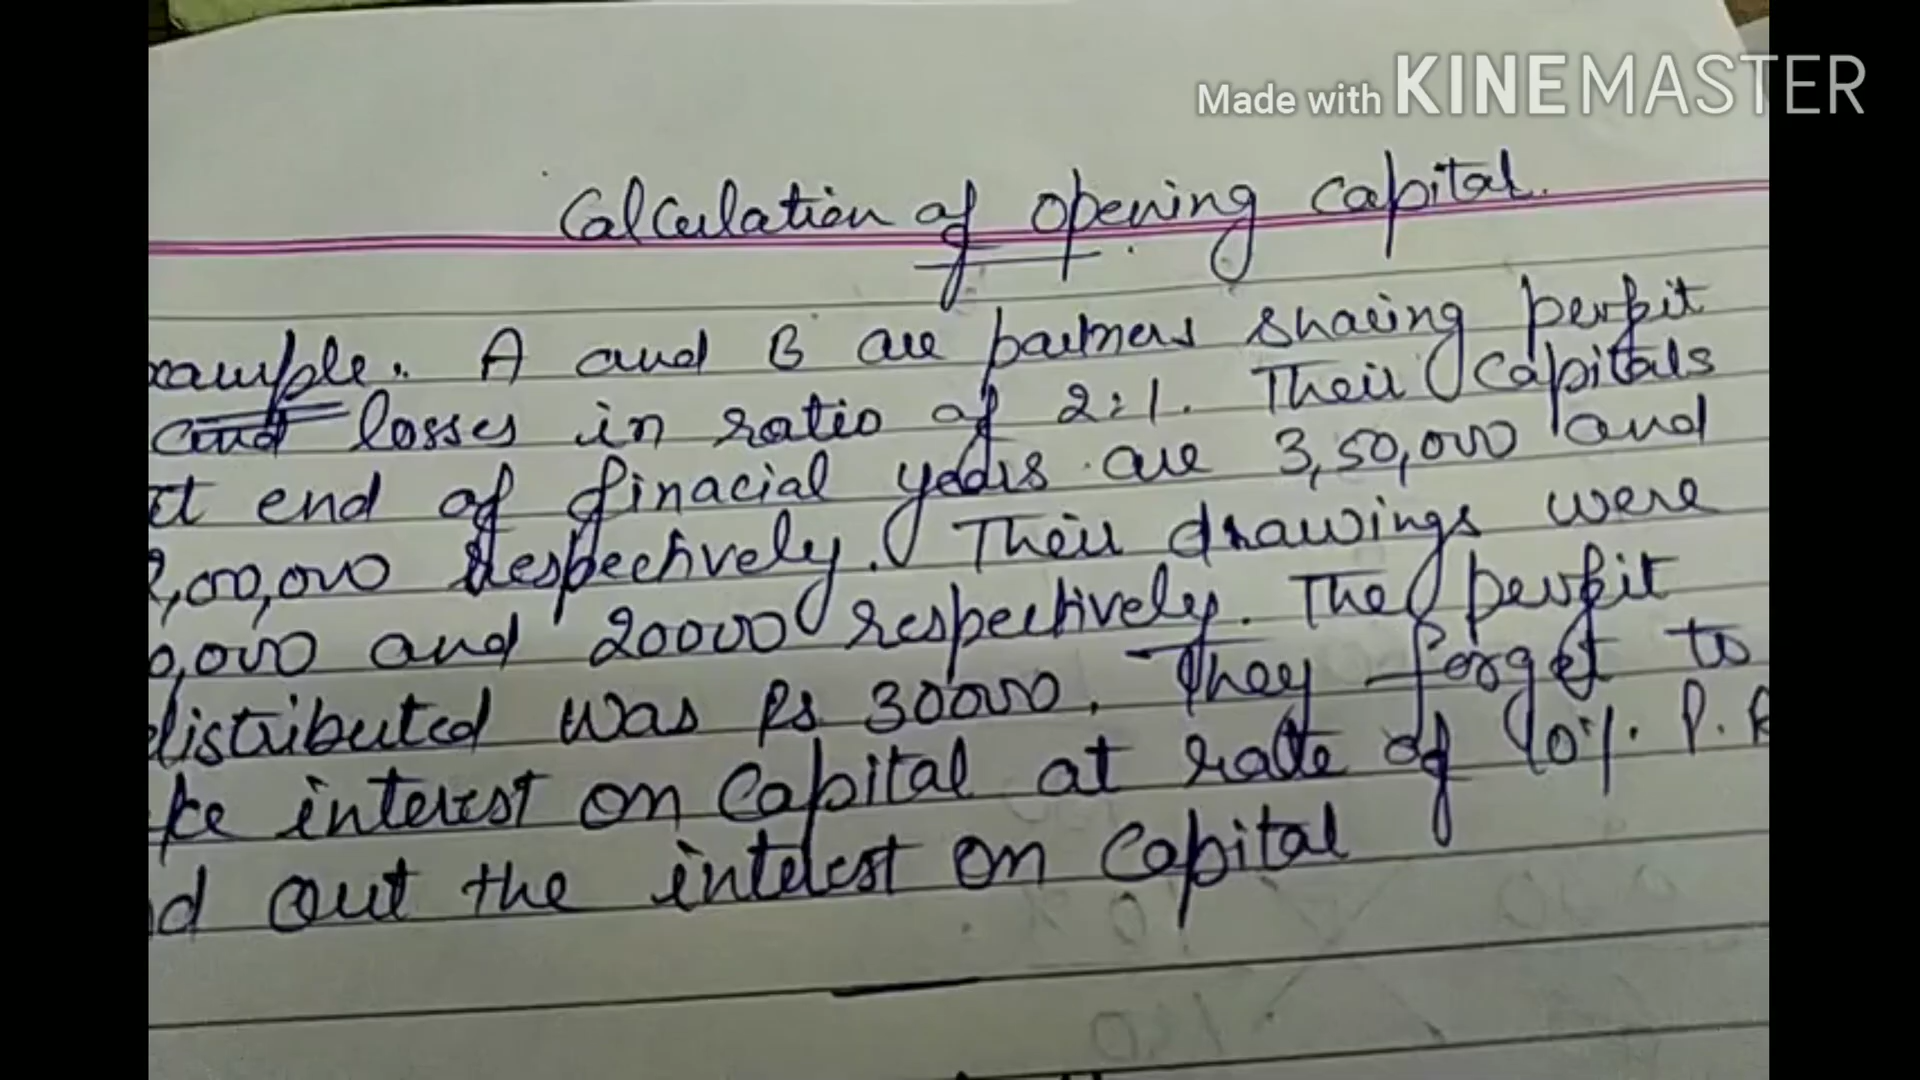 Made with KINEMASTER
Calculation of opening capital.
xample. A and B are partners sharing perfit
and losses in ratio of 2:1. Their capitals
at end of finacial years are 3,50,000 and
2,00,000 respectively. Their drawings were
0,000 and 20000 respectively. The perfit
distributed was Rs 30000. They forget to
ke interest on capital at rate of 10%. P.A
nd out the interest on capital